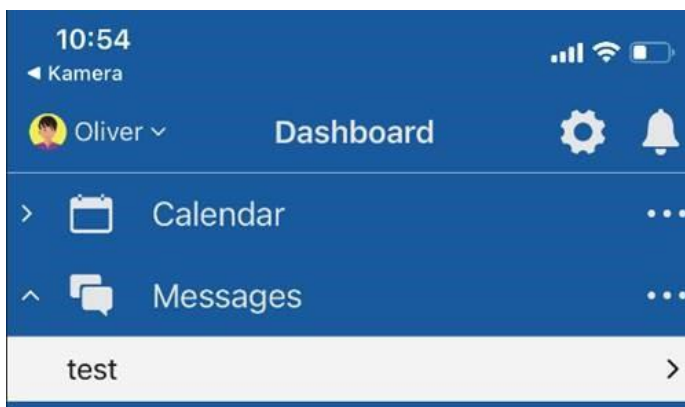 10:54
◀ Kamera
Oliver
Dashboard
Calendar
Messages
test